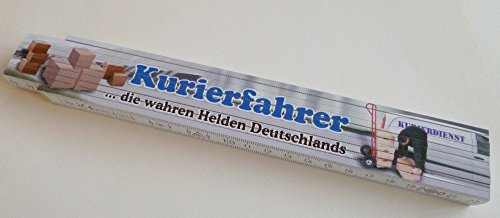 Kurierfahrer
... die wahren Helden Deutschlands
KURIERDIENST